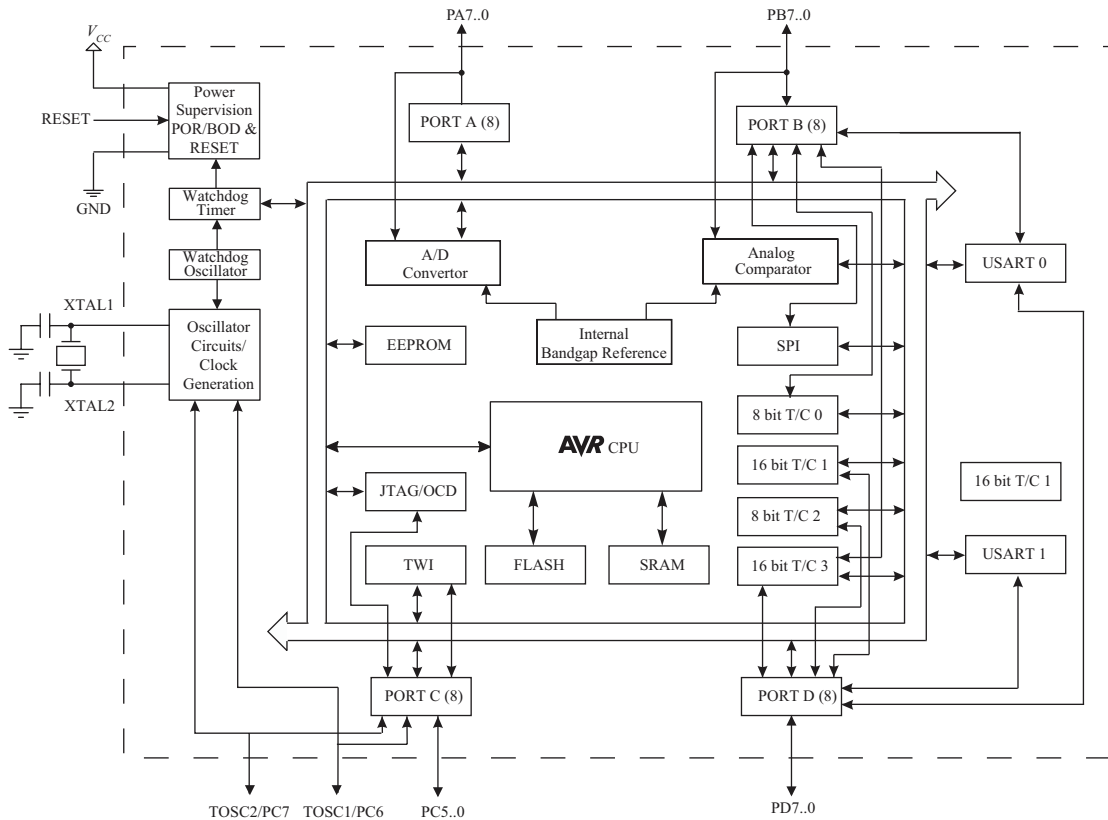 PA7..0
PB7..0
VCC
Power
Supervision
POR/BOD &
RESET
RESET
PORT A (8)
PORT B (8)
GND
Watchdog
Timer
Watchdog
Oscillator
A/D
Convertor
Analog
Comparator
USART 0
XTAL1
Oscillator
Circuits/
Clock
Generation
XTAL2
EEPROM
Internal
Bandgap Reference
SPI
8 bit T/C 0
AVR CPU
16 bit T/C 1
16 bit T/C 1
JTAG/OCD
8 bit T/C 2
TWI
FLASH
SRAM
16 bit T/C 3
USART 1
PORT C (8)
PORT D (8)
TOSC2/PC7
TOSC1/PC6
PC5..0
PD7..0